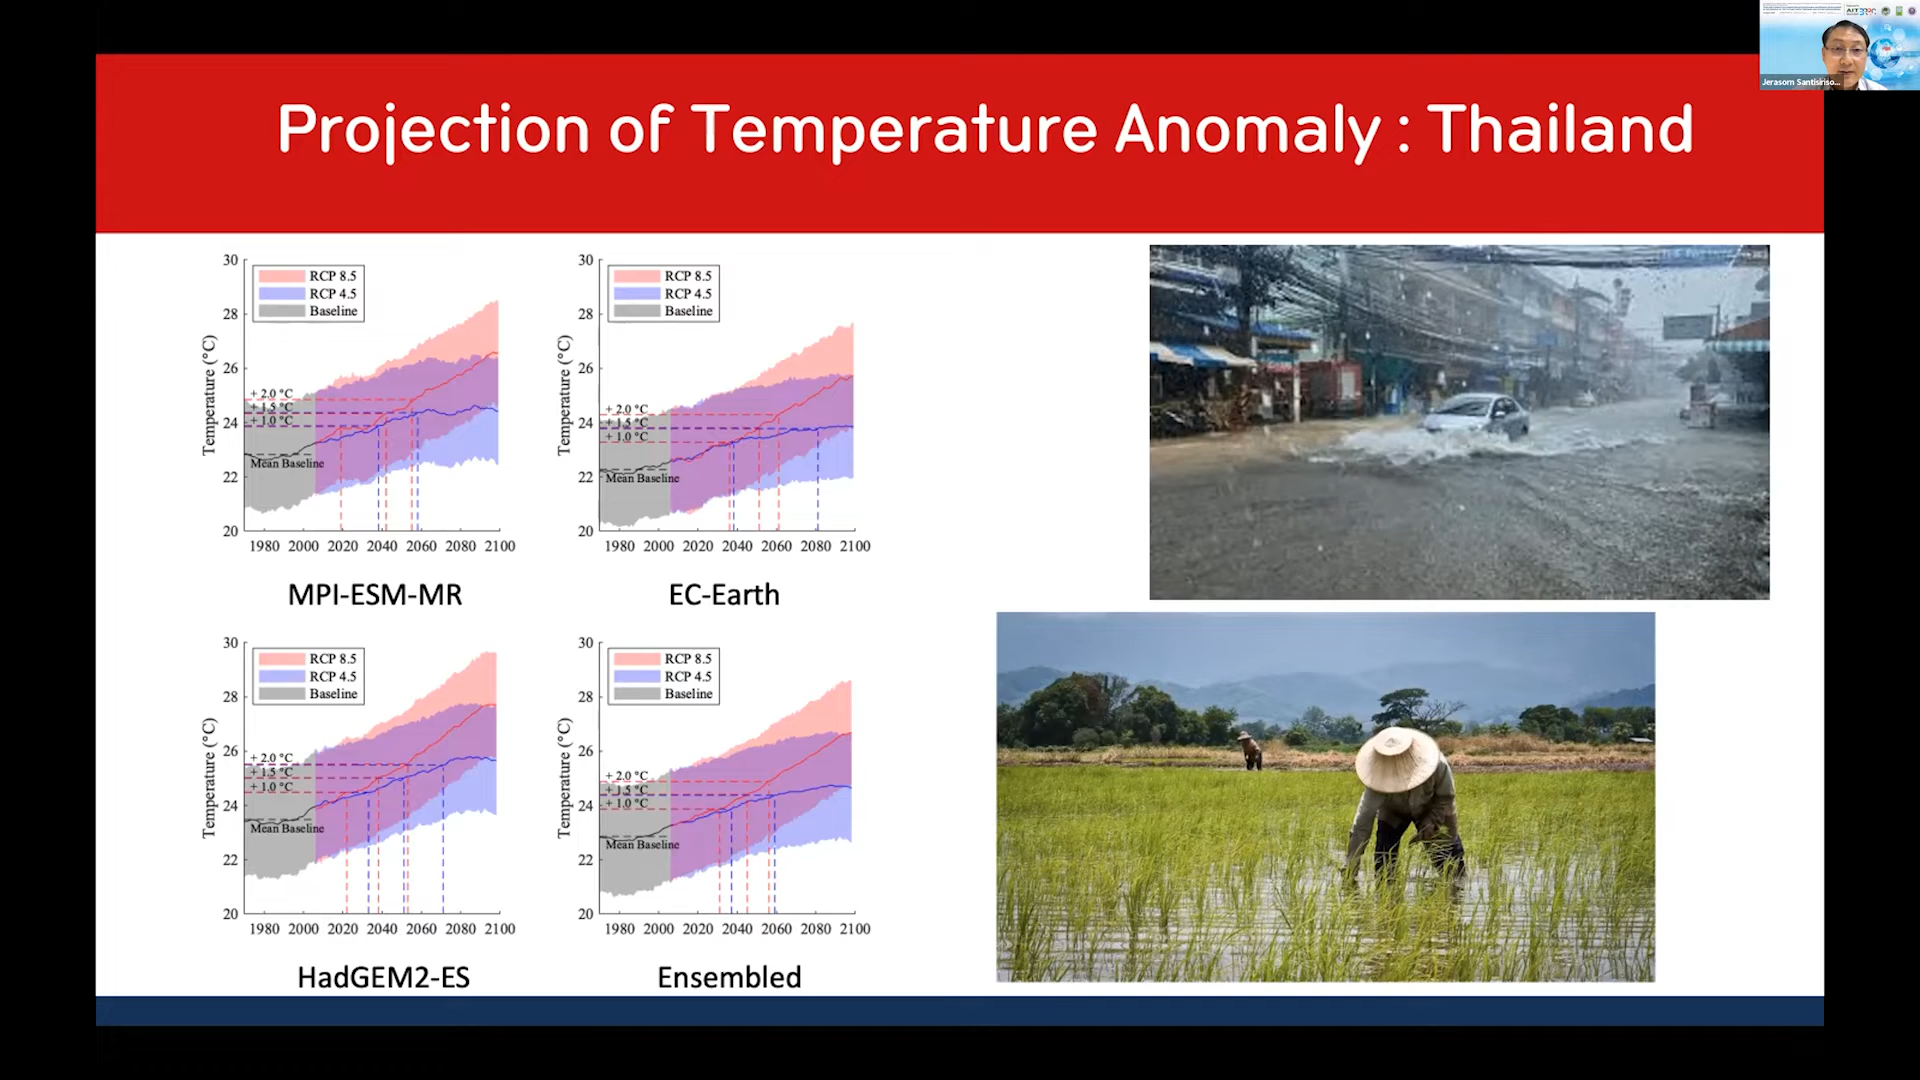 Projection of Temperature Anomaly : Thailand
Jerasorn Santisiriso...
AIT
30
28
26
24
22
20
Temperature (°C)
RCP 8.5
RCP 4.5
Baseline
+ 2.0 °C
+ 1.5 °C
+ 1.0 °C
Mean Baseline
1980 2000 2020 2040 2060 2080 2100
MPI-ESM-MR
30
28
26
24
22
20
Temperature (°C)
RCP 8.5
RCP 4.5
Baseline
+ 2.0 °C
+ 1.5 °C
+ 1.0 °C
Mean Baseline
1980 2000 2020 2040 2060 2080 2100
EC-Earth
30
28
26
24
22
20
Temperature (°C)
RCP 8.5
RCP 4.5
Baseline
+ 2.0 °C
+ 1.5 °C
+ 1.0 °C
Mean Baseline
1980 2000 2020 2040 2060 2080 2100
HadGEM2-ES
30
28
26
24
22
20
Temperature (°C)
RCP 8.5
RCP 4.5
Baseline
+ 2.0 °C
+ 1.5 °C
+ 1.0 °C
Mean Baseline
1980 2000 2020 2040 2060 2080 2100
Ensembled